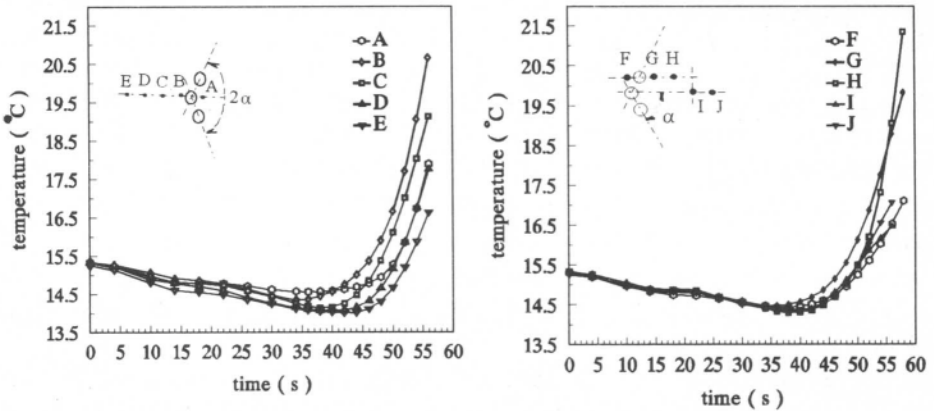 21.5
20.5
19.5
18.5
17.5
16.5
15.5
14.5
13.5
temperature ( °C )
E D C B A
2α
A
B
C
D
E
0 5 10 15 20 25 30 35 40 45 50 55 60
time ( s )
21.5
20.5
19.5
18.5
17.5
16.5
15.5
14.5
13.5
temperature ( °C )
F G H
I J
α
F
G
H
I
J
0 5 10 15 20 25 30 35 40 45 50 55 60
time ( s )